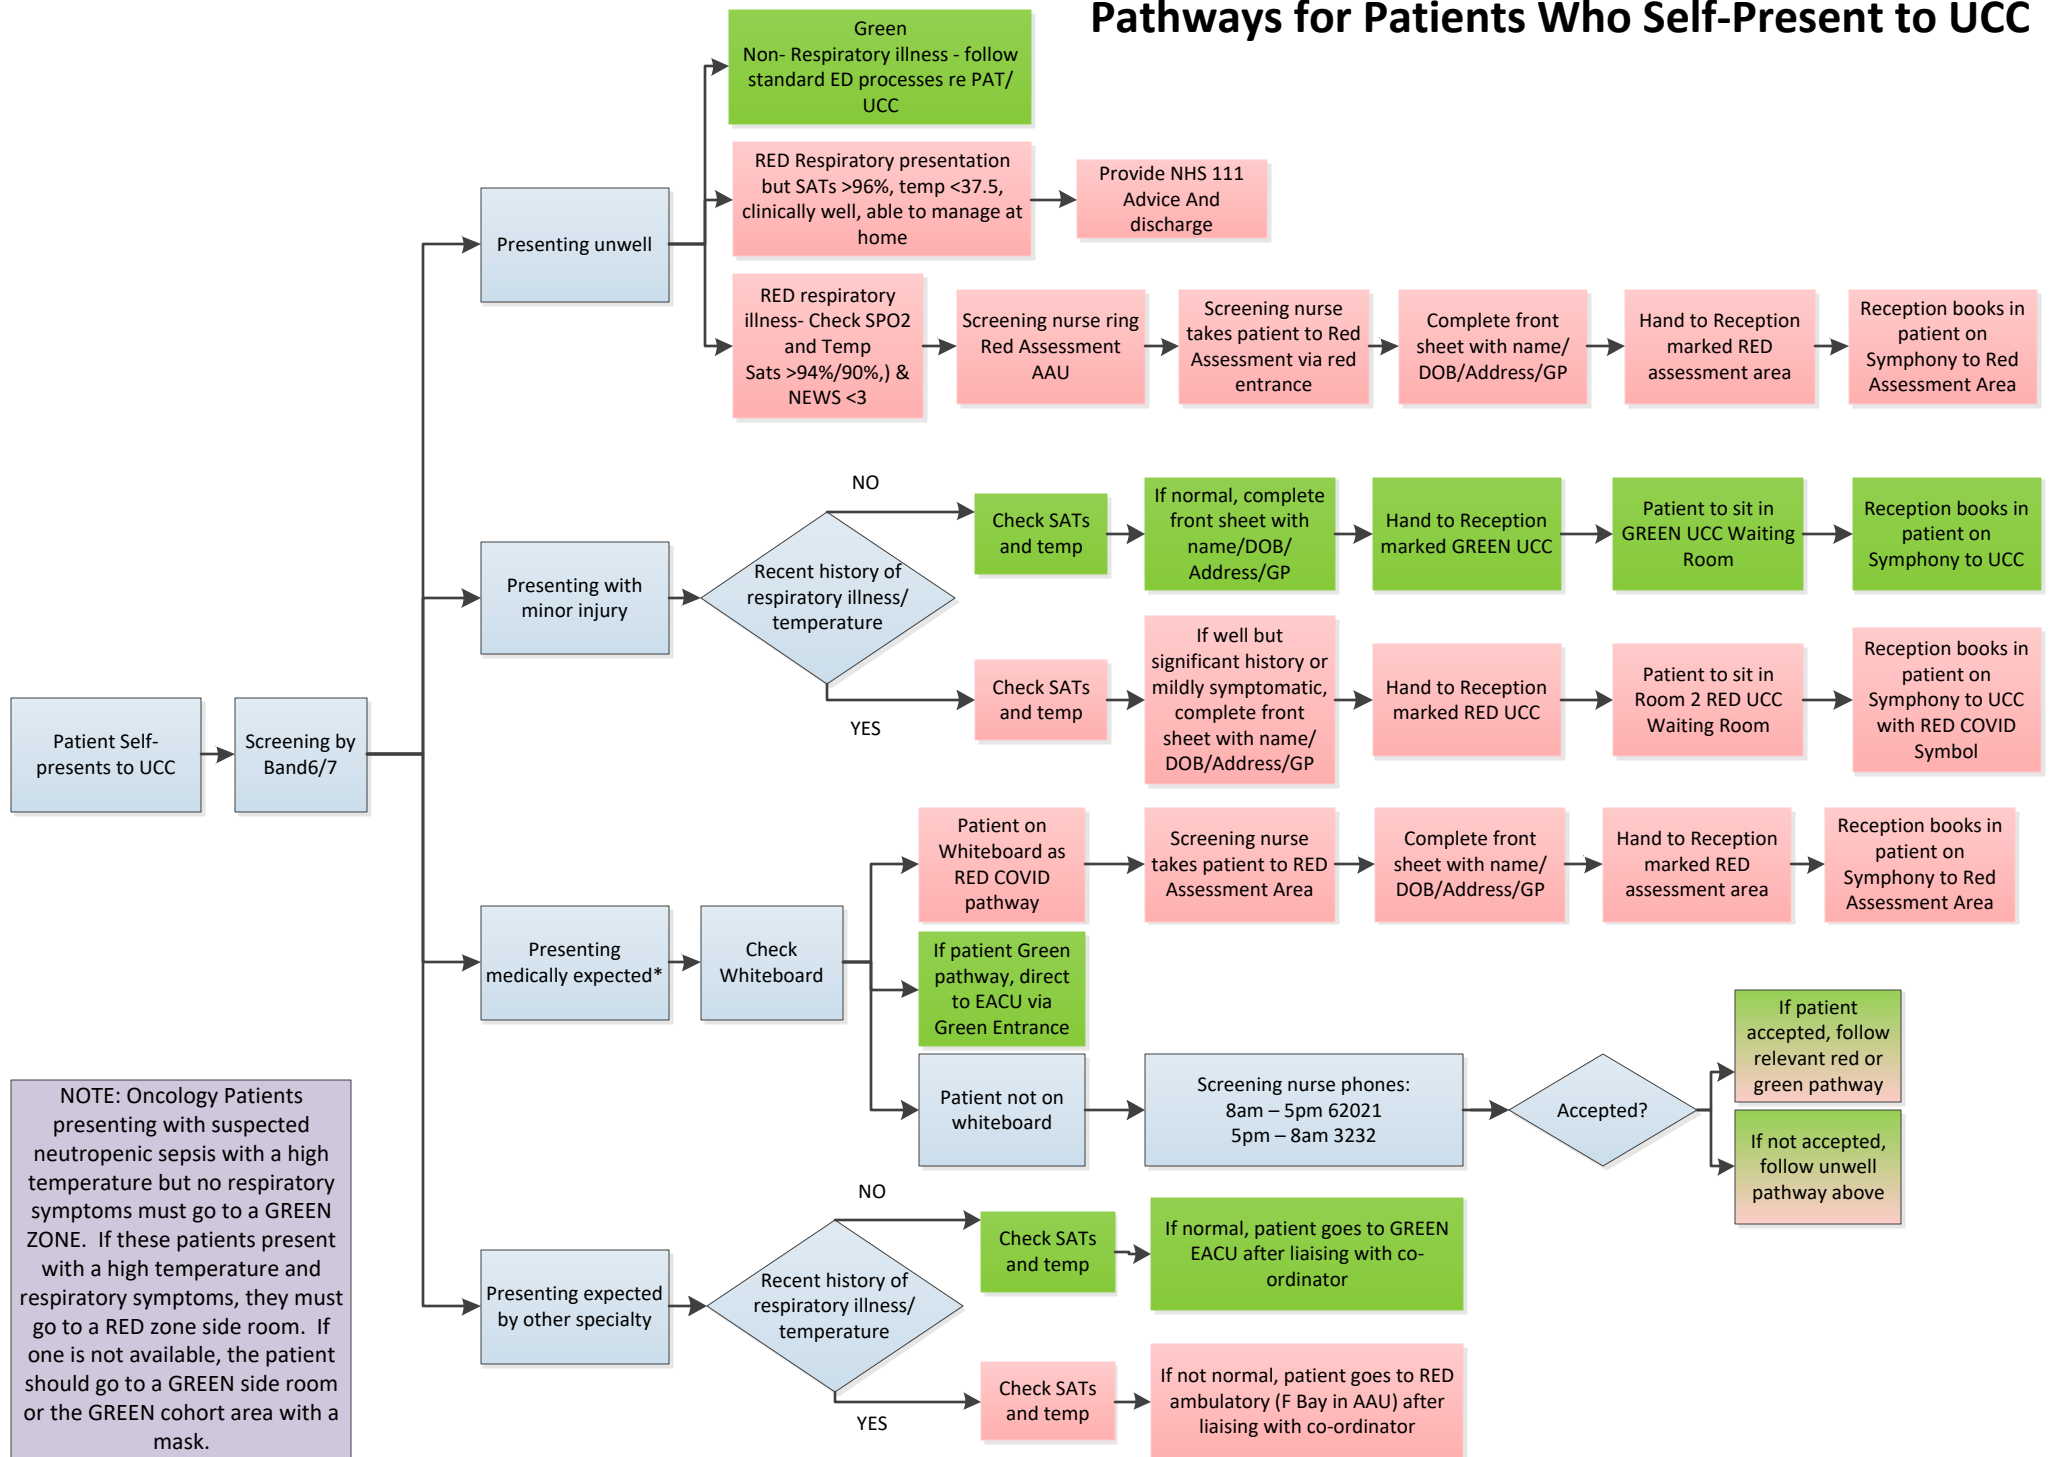 Pathways for Patients Who Self-Present to UCC
Green
Non- Respiratory illness - follow
standard ED processes re PAT/
UCC
RED Respiratory presentation
but SATs >96%, temp <37.5,
clinically well, able to manage at
home
Provide NHS 111
Advice And
discharge
Presenting unwell
RED respiratory
illness- Check SPO2
and Temp
Sats >94%/90%,) &
NEWS <3
Screening nurse ring
Red Assessment
AAU
Screening nurse
takes patient to Red
Assessment via red
entrance
Complete front
sheet with name/
DOB/Address/GP
Hand to Reception
marked RED
assessment area
Reception books in
patient on
Symphony to Red
Assessment Area
Presenting with
minor injury
Recent history of
respiratory illness/
temperature
NO
Check SATs
and temp
If normal, complete
front sheet with
name/DOB/
Address/GP
Hand to Reception
marked GREEN UCC
Patient to sit in
GREEN UCC Waiting
Room
Reception books in
patient on
Symphony to UCC
YES
Check SATs
and temp
If well but
significant history or
mildly symptomatic,
complete front
sheet with name/
DOB/Address/GP
Hand to Reception
marked RED UCC
Patient to sit in
Room 2 RED UCC
Waiting Room
Reception books in
patient on
Symphony to UCC
with RED COVID
Symbol
Patient Self-
presents to UCC
Screening by
Band6/7
Presenting
medically expected*
Check
Whiteboard
Patient on
Whiteboard as
RED COVID
pathway
Screening nurse
takes patient to RED
Assessment Area
Complete front
sheet with name/
DOB/Address/GP
Hand to Reception
marked RED
assessment area
Reception books in
patient on
Symphony to Red
Assessment Area
If patient Green
pathway, direct
to EACU via
Green Entrance
Patient not on
whiteboard
Screening nurse phones:
8am – 5pm 62021
5pm – 8am 3232
Accepted?
If patient
accepted, follow
relevant red or
green pathway
If not accepted,
follow unwell
pathway above
Presenting expected
by other specialty
Recent history of
respiratory illness/
temperature
NO
Check SATs
and temp
If normal, patient goes to GREEN
EACU after liaising with co-
ordinator
YES
Check SATs
and temp
If not normal, patient goes to RED
ambulatory (F Bay in AAU) after
liaising with co-ordinator
NOTE: Oncology Patients
presenting with suspected
neutropenic sepsis with a high
temperature but no respiratory
symptoms must go to a GREEN
ZONE. If these patients present
with a high temperature and
respiratory symptoms, they must
go to a RED zone side room. If
one is not available, the patient
should go to a GREEN side room
or the GREEN cohort area with a
mask.